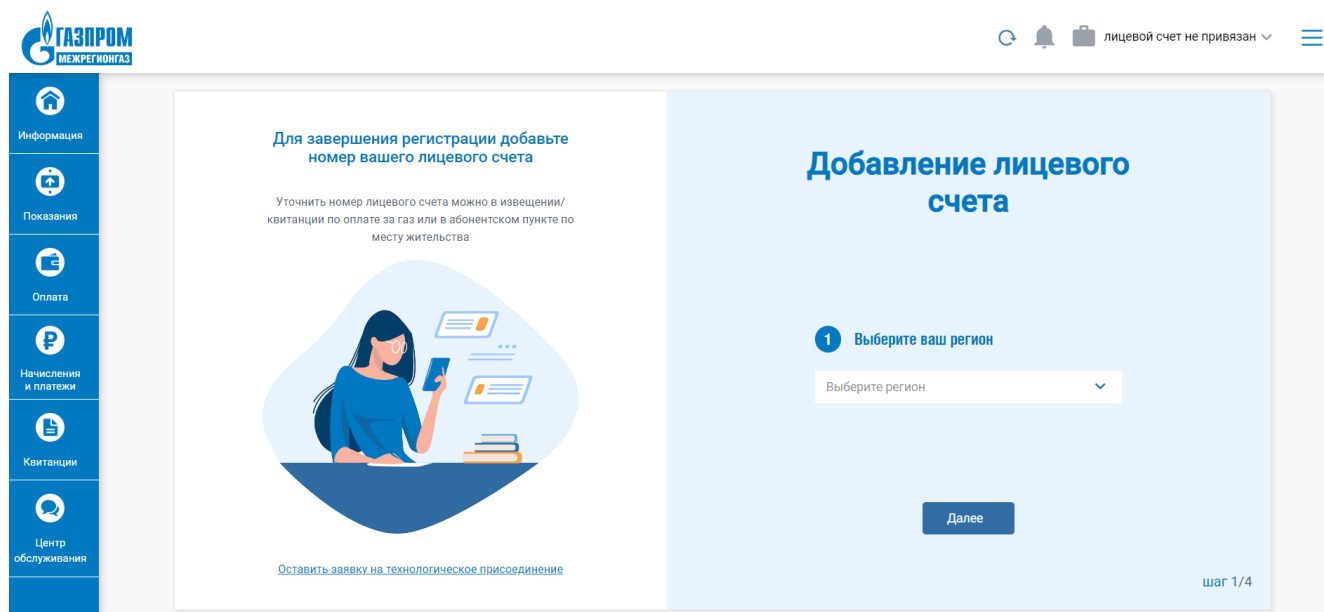 ГАЗПРОМ
МЕЖРЕГИОНГАЗ
лицевой счет не привязан
Информация
Показания
Оплата
Начисления
и платежи
Квитанции
Центр
обслуживания
Для завершения регистрации добавьте
номер вашего лицевого счета
Уточнить номер лицевого счета можно в извещении/
квитанции по оплате за газ или в абонентском пункте по
месту жительства
Оставить заявку на технологическое присоединение
Добавление лицевого
счета
1 Выберите ваш регион
Выберите регион
Далее
шаг 1/4